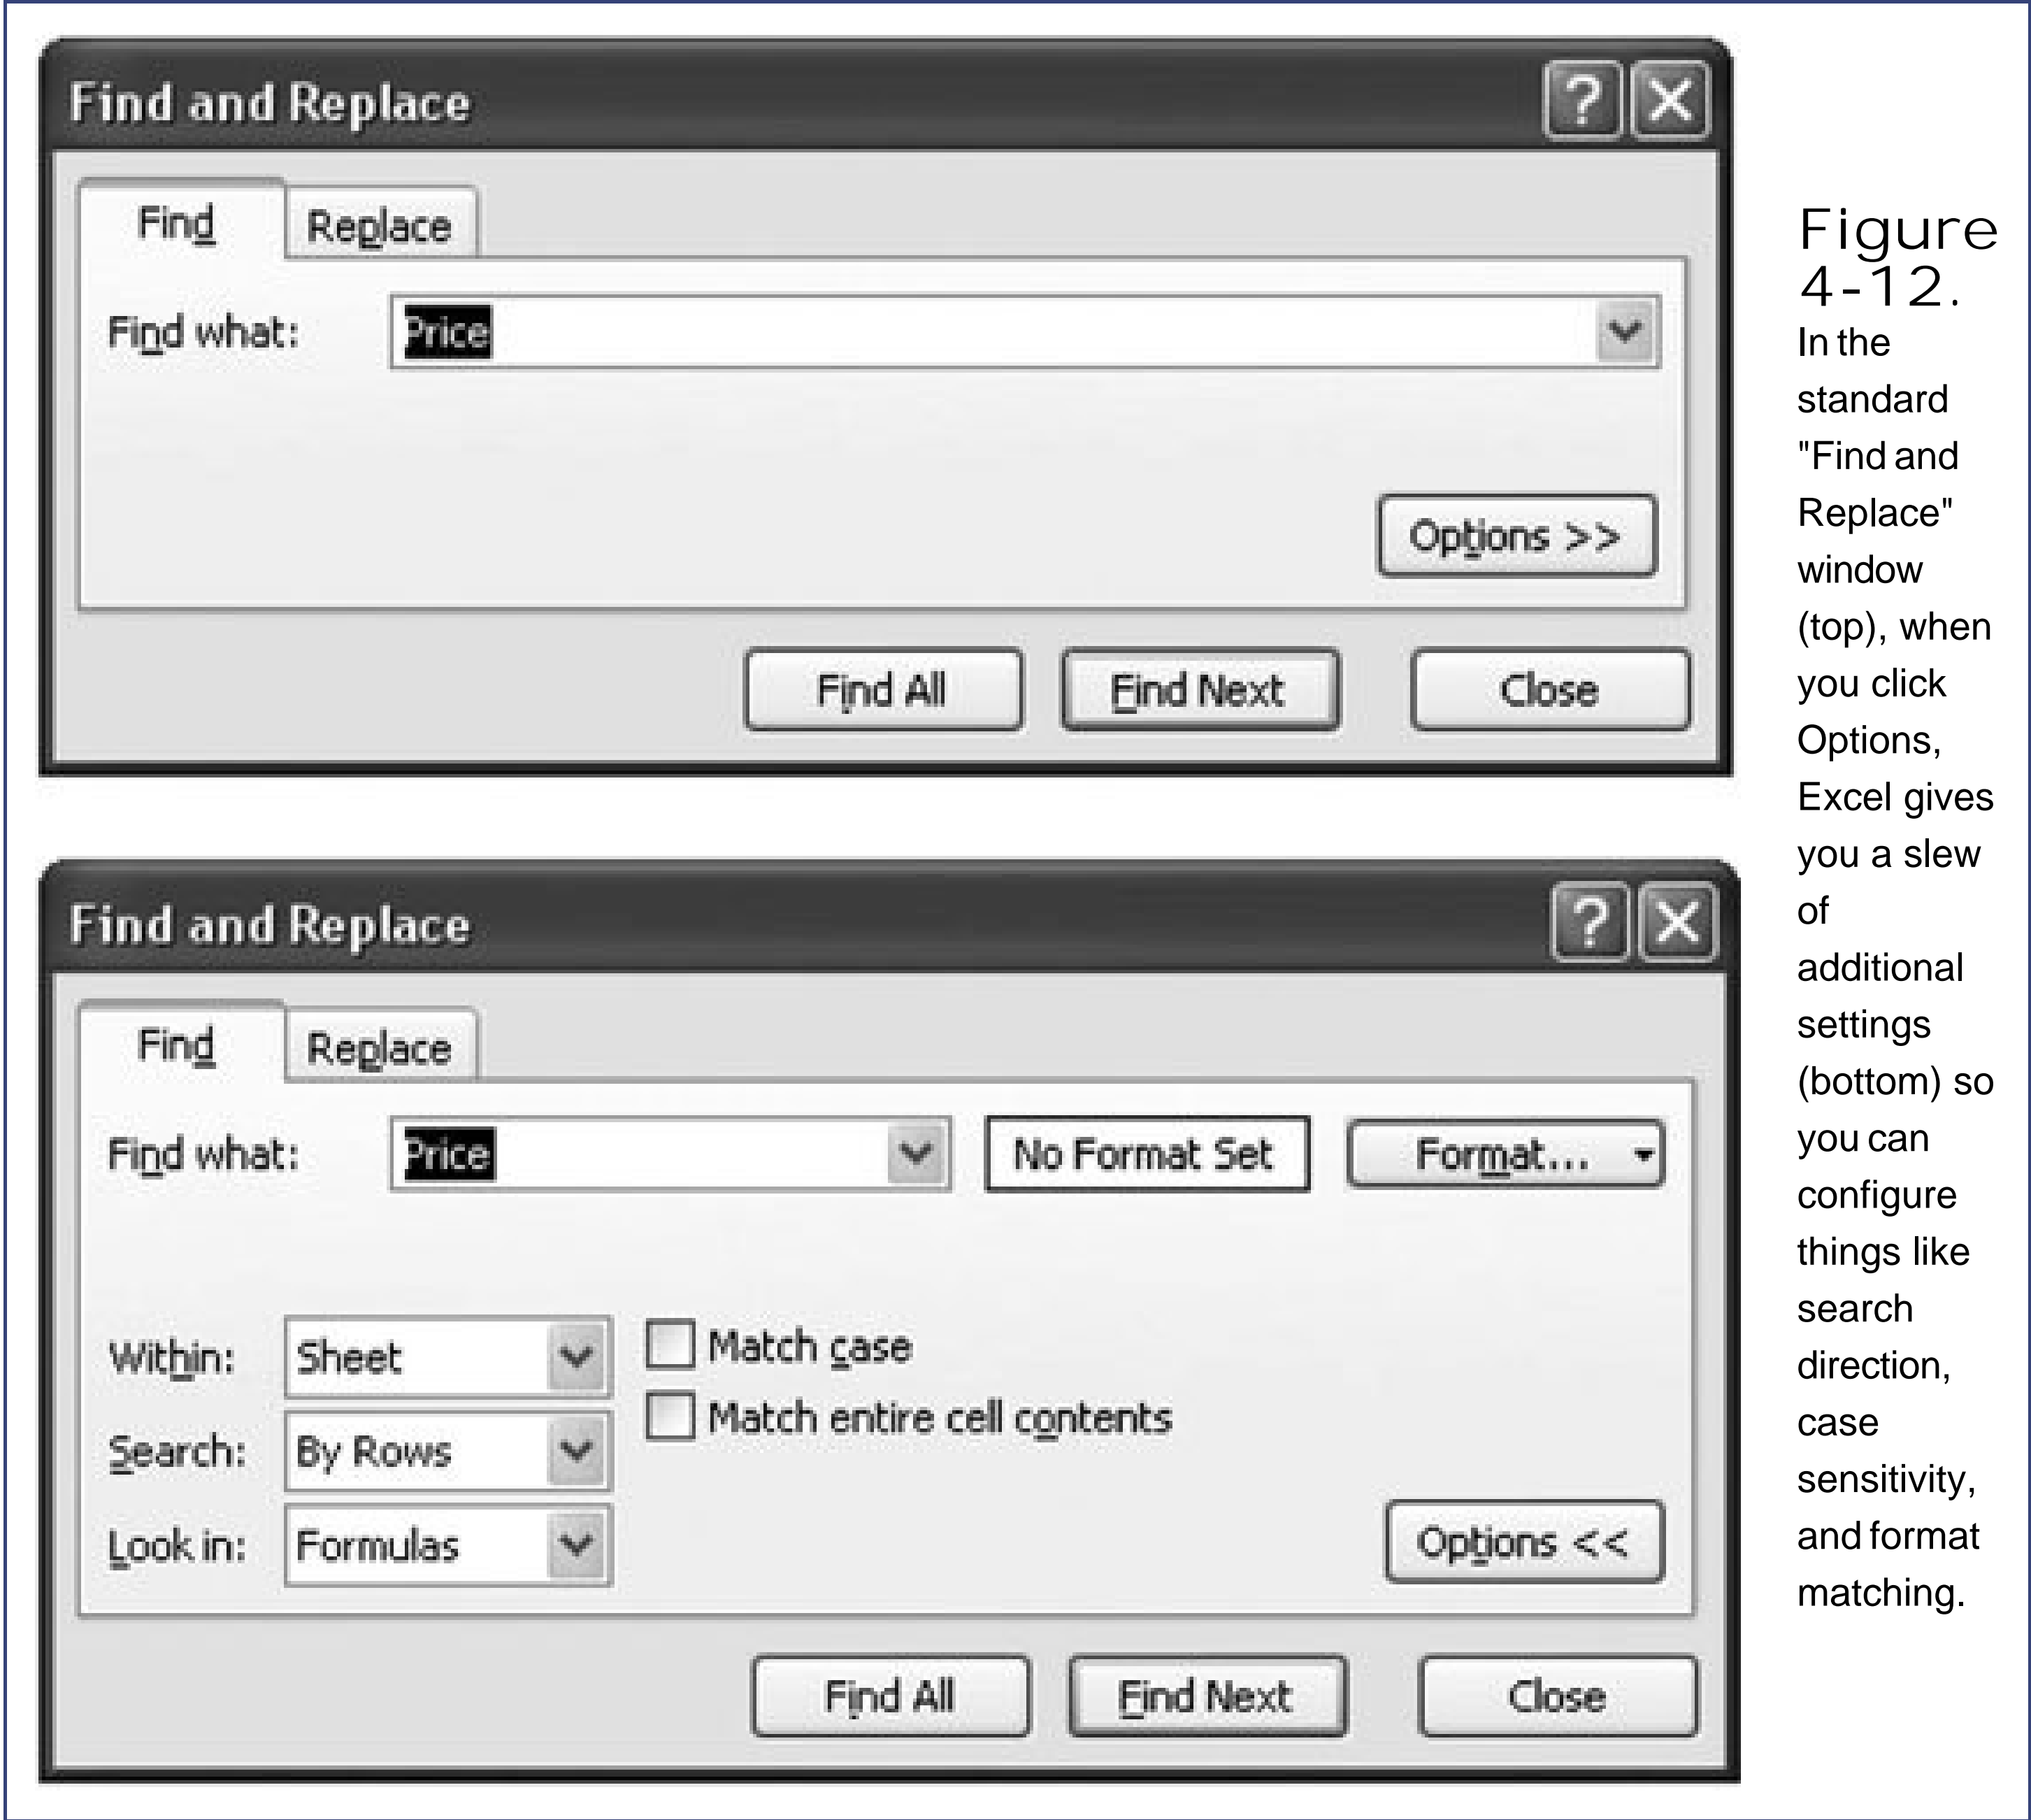 Find and Replace
Find Replace
Find what: Price
Options >>
Find All Find Next Close
Find and Replace
Find Replace
Find what: Price No Format Set Format...
Within: Sheet Match case
Search: By Rows Match entire cell contents
Look in: Formulas Options <<
Find All Find Next Close
Figure
4-12.
In the
standard
"Find and
Replace"
window
(top), when
you click
Options,
Excel gives
you a slew
of
additional
settings
(bottom) so
you can
configure
things like
search
direction,
case
sensitivity,
and format
matching.